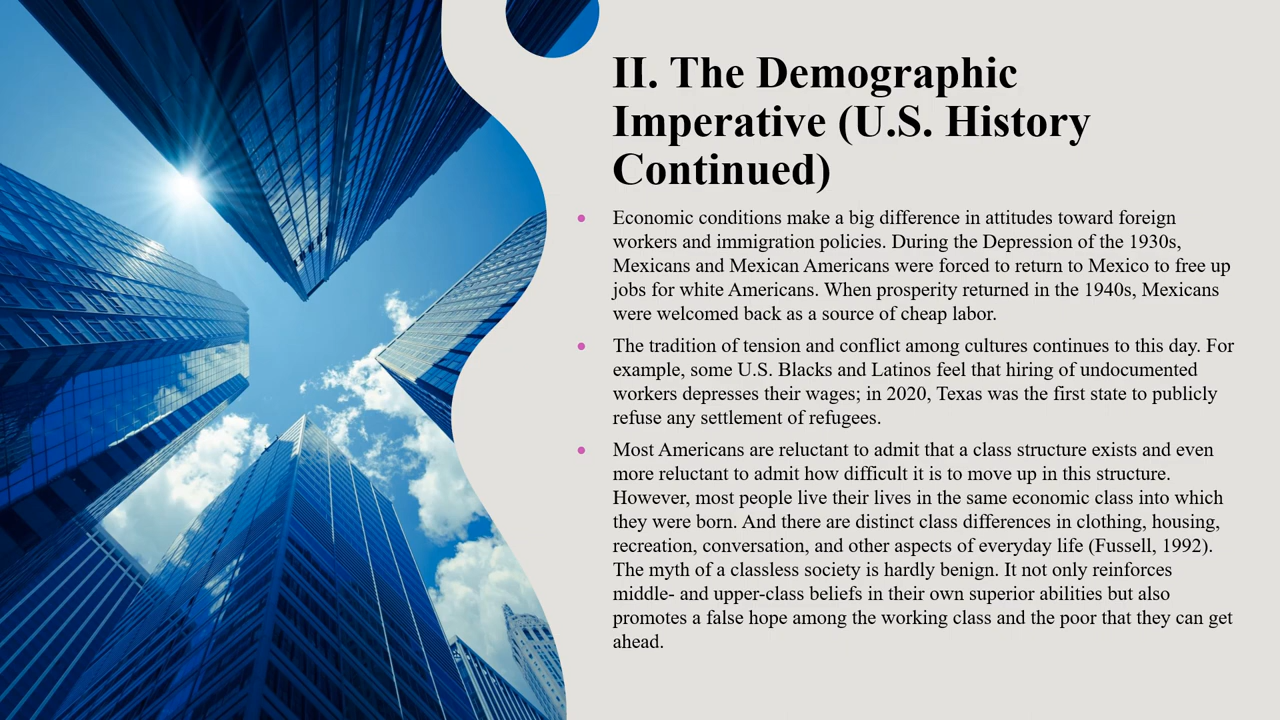 II. The Demographic
Imperative (U.S. History
Continued)
• Economic conditions make a big difference in attitudes toward foreign
workers and immigration policies. During the Depression of the 1930s,
Mexicans and Mexican Americans were forced to return to Mexico to free up
jobs for white Americans. When prosperity returned in the 1940s, Mexicans
were welcomed back as a source of cheap labor.
• The tradition of tension and conflict among cultures continues to this day. For
example, some U.S. Blacks and Latinos feel that hiring of undocumented
workers depresses their wages; in 2020, Texas was the first state to publicly
refuse any settlement of refugees.
• Most Americans are reluctant to admit that a class structure exists and even
more reluctant to admit how difficult it is to move up in this structure.
However, most people live their lives in the same economic class into which
they were born. And there are distinct class differences in clothing, housing,
recreation, conversation, and other aspects of everyday life (Fussell, 1992).
The myth of a classless society is hardly benign. It not only reinforces
middle- and upper-class beliefs in their own superior abilities but also
promotes a false hope among the working class and the poor that they can get
ahead.